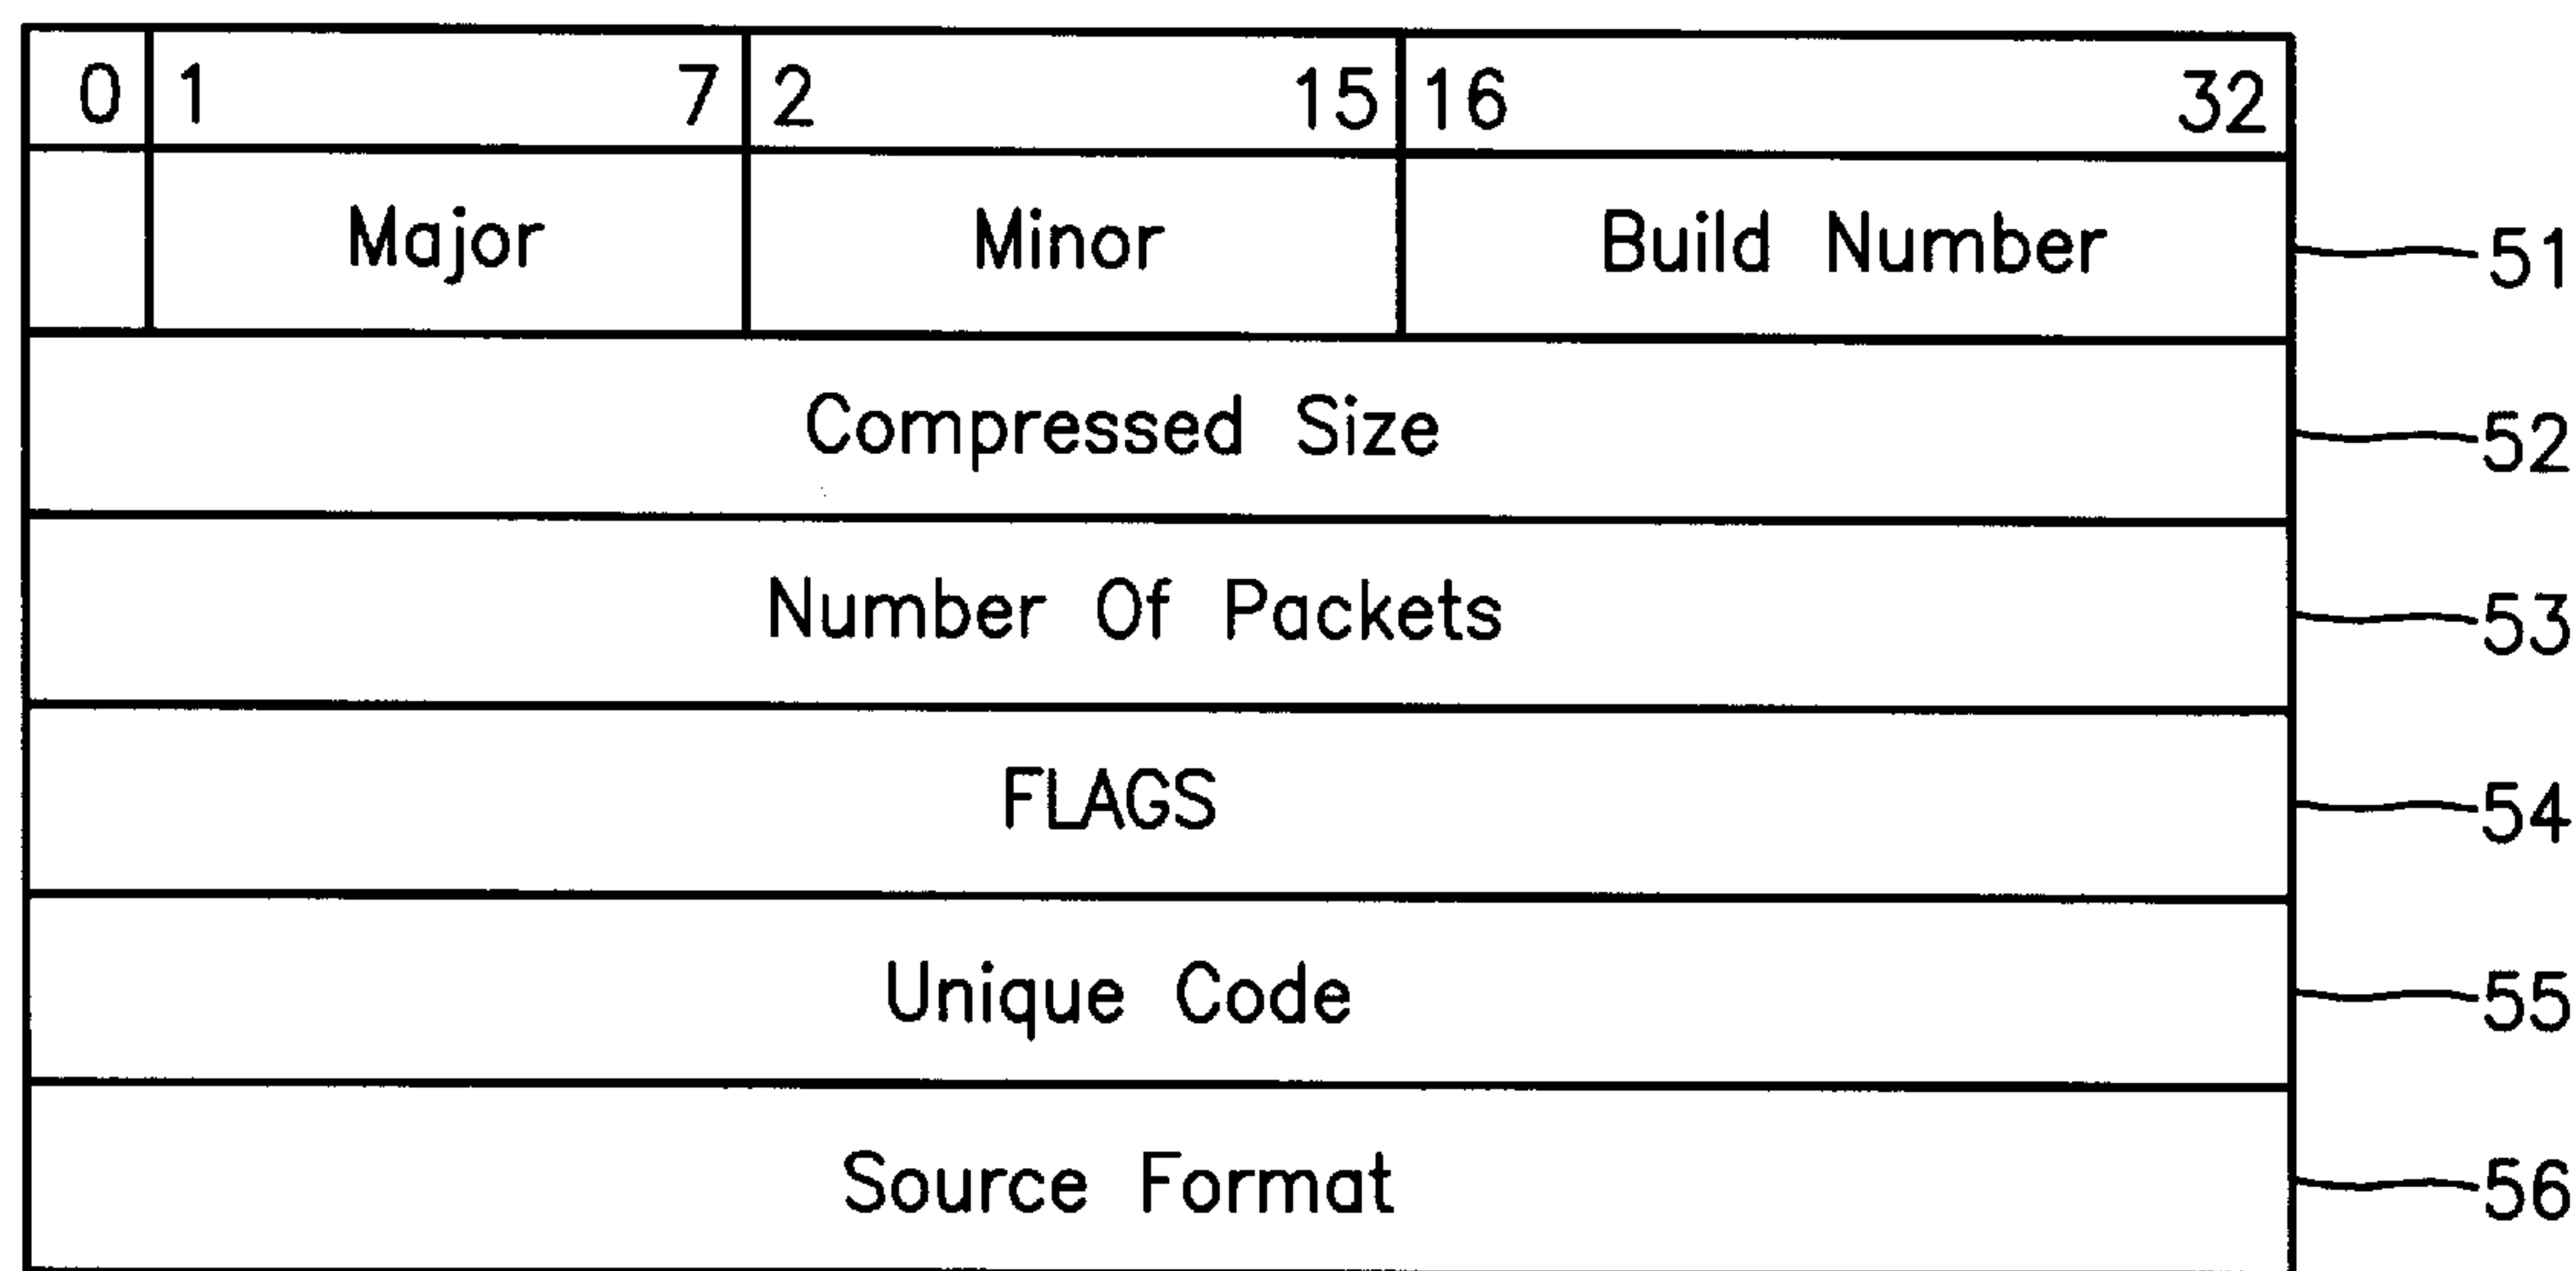 0 1 7 2 15 16 32
Major Minor Build Number 51
Compressed Size 52
Number Of Packets 53
FLAGS 54
Unique Code 55
Source Format 56